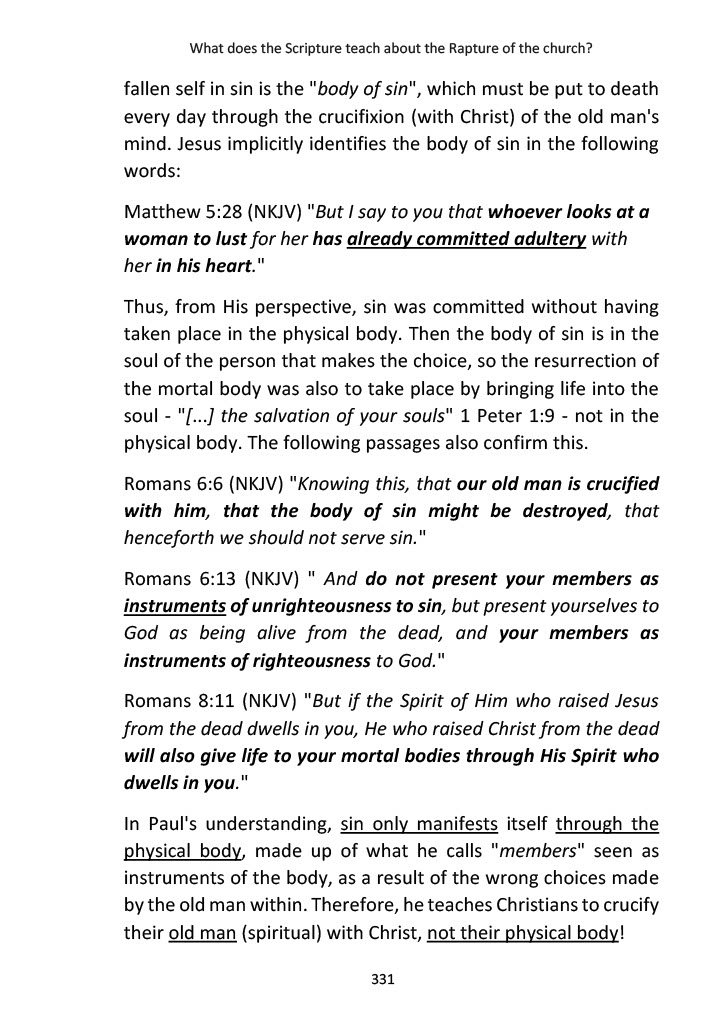 What does the Scripture teach about the Rapture of the church?
fallen self in sin is the "body of sin", which must be put to death
every day through the crucifixion (with Christ) of the old man's
mind. Jesus implicitly identifies the body of sin in the following
words:
Matthew 5:28 (NKJV) "But I say to you that whoever looks at a
woman to lust for her has already committed adultery with
her in his heart."
Thus, from His perspective, sin was committed without having
taken place in the physical body. Then the body of sin is in the
soul of the person that makes the choice, so the resurrection of
the mortal body was also to take place by bringing life into the
soul - "[...] the salvation of your souls" 1 Peter 1:9 - not in the
physical body. The following passages also confirm this.
Romans 6:6 (NKJV) "Knowing this, that our old man is crucified
with him, that the body of sin might be destroyed, that
henceforth we should not serve sin."
Romans 6:13 (NKJV) " And do not present your members as
instruments of unrighteousness to sin, but present yourselves to
God as being alive from the dead, and your members as
instruments of righteousness to God."
Romans 8:11 (NKJV) "But if the Spirit of Him who raised Jesus
from the dead dwells in you, He who raised Christ from the dead
will also give life to your mortal bodies through His Spirit who
dwells in you."
In Paul's understanding, sin only manifests itself through the
physical body, made up of what he calls "members" seen as
instruments of the body, as a result of the wrong choices made
by the old man within. Therefore, he teaches Christians to crucify
their old man (spiritual) with Christ, not their physical body!
331